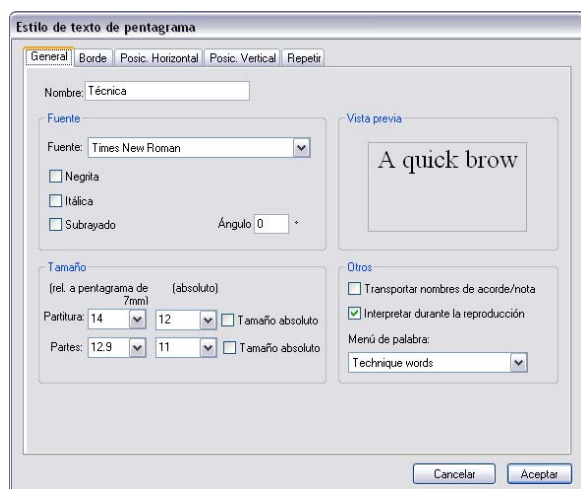 Estilo de texto de pentagrama
General Borde Posic. Horizontal Posic. Vertical Repetir
Nombre: Técnica
Fuente
Fuente: Times New Roman
Negrita
Itálica
Subrayado
Ángulo 0 °
Vista previa
A quick brow
Tamaño
(rel. a pentagrama de 7mm) (absoluto)
Partitura: 14 12 Tamaño absoluto
Partes: 12.9 11 Tamaño absoluto
Otros
Transportar nombres de acorde/nota
Interpretar durante la reproducción
Menú de palabra:
Technique words
Cancelar Aceptar